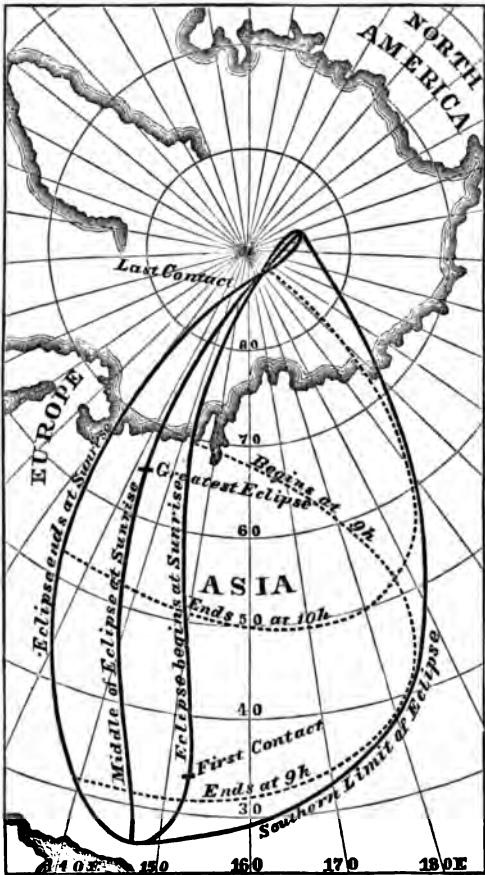 NORTH
AMERICA
Last Contact
80
EUROPE
70
Begins at 9h
Greatest Eclipse
60
Eclipse ends at Sunrise
Middle of Eclipse at Sunrise
Eclipse begins at Sunrise
ASIA
Ends at 10h
50
40
First Contact
Ends at 9h
30
Southern Limit of Eclipse
140E
150
160
170
180E